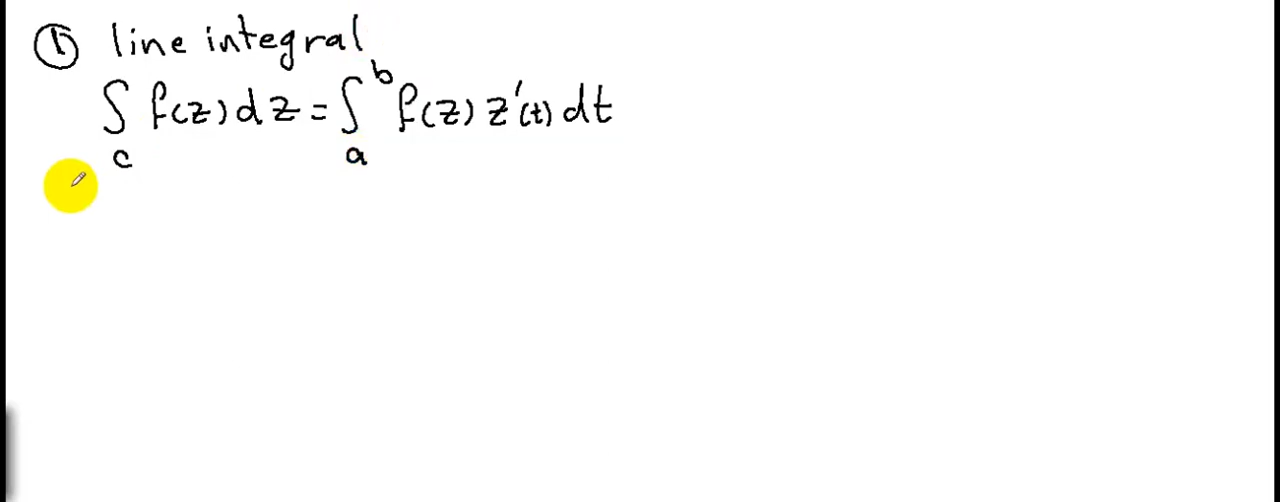 ① line integral
∫_c f(z) dz = ∫_a^b f(z) z'(t) dt